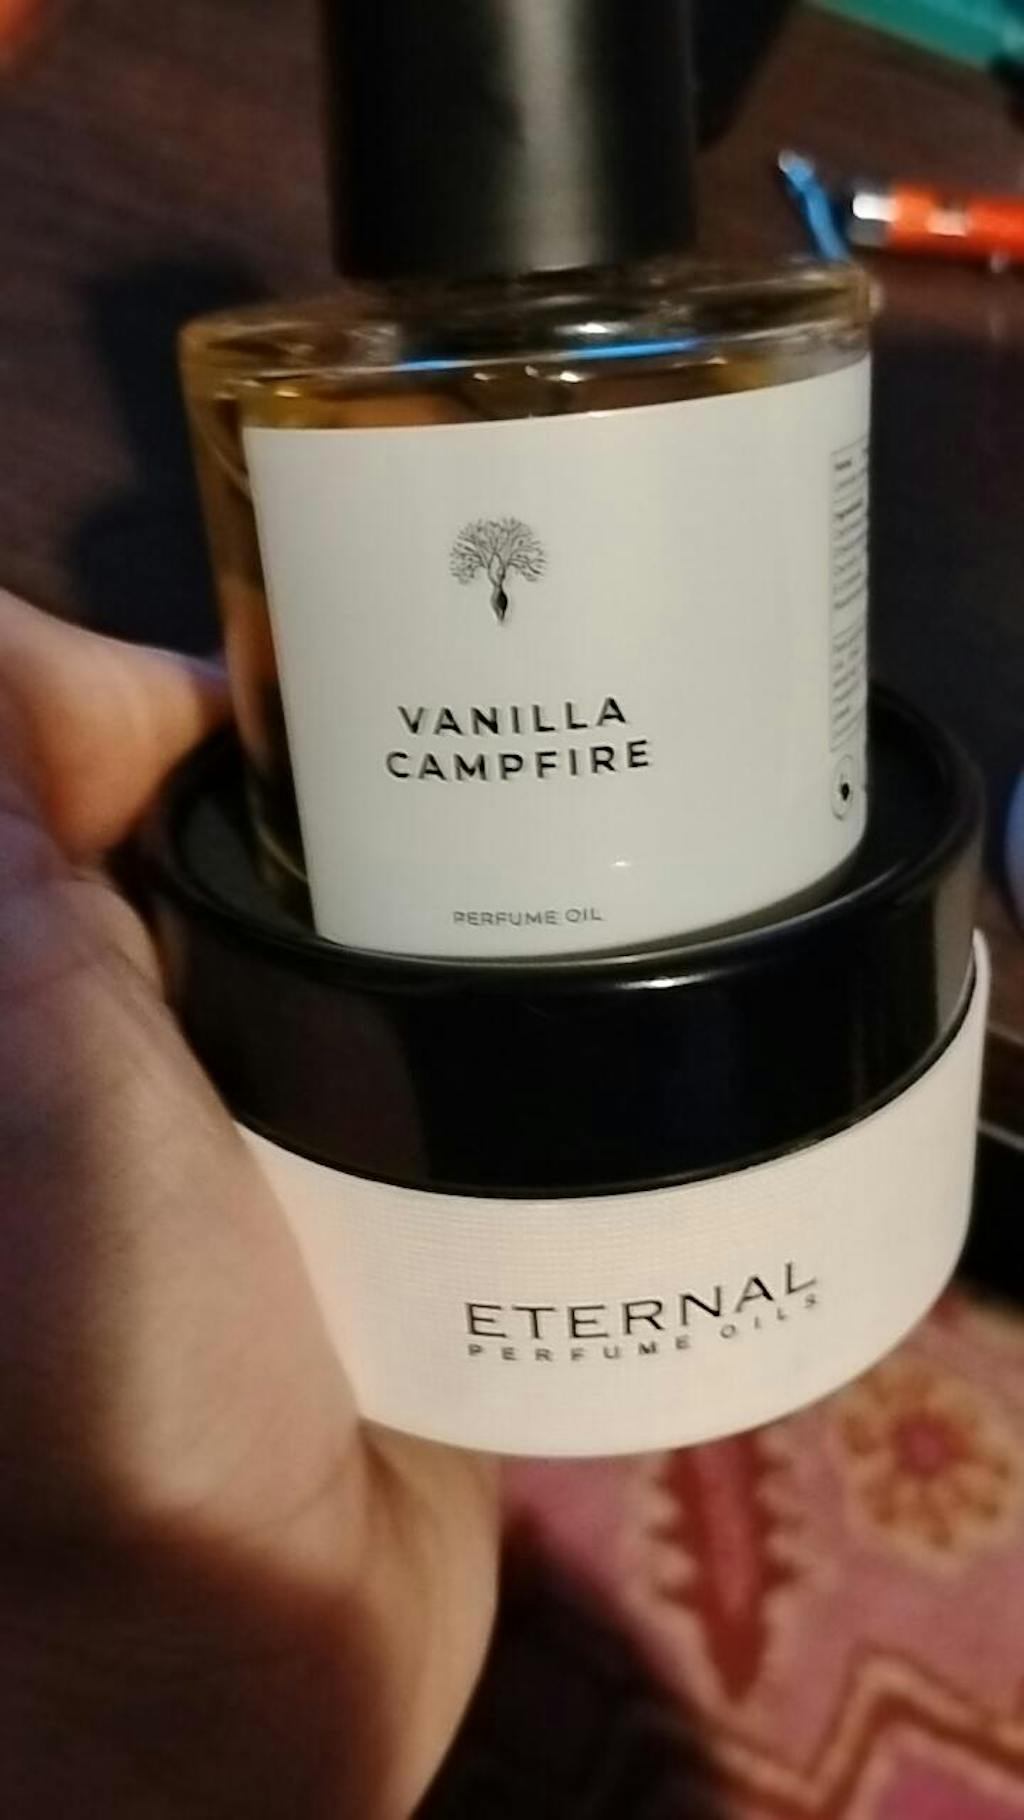 VANILLA
CAMPFIRE
PERFUME OIL
ETERNAL
PERFUME OILS